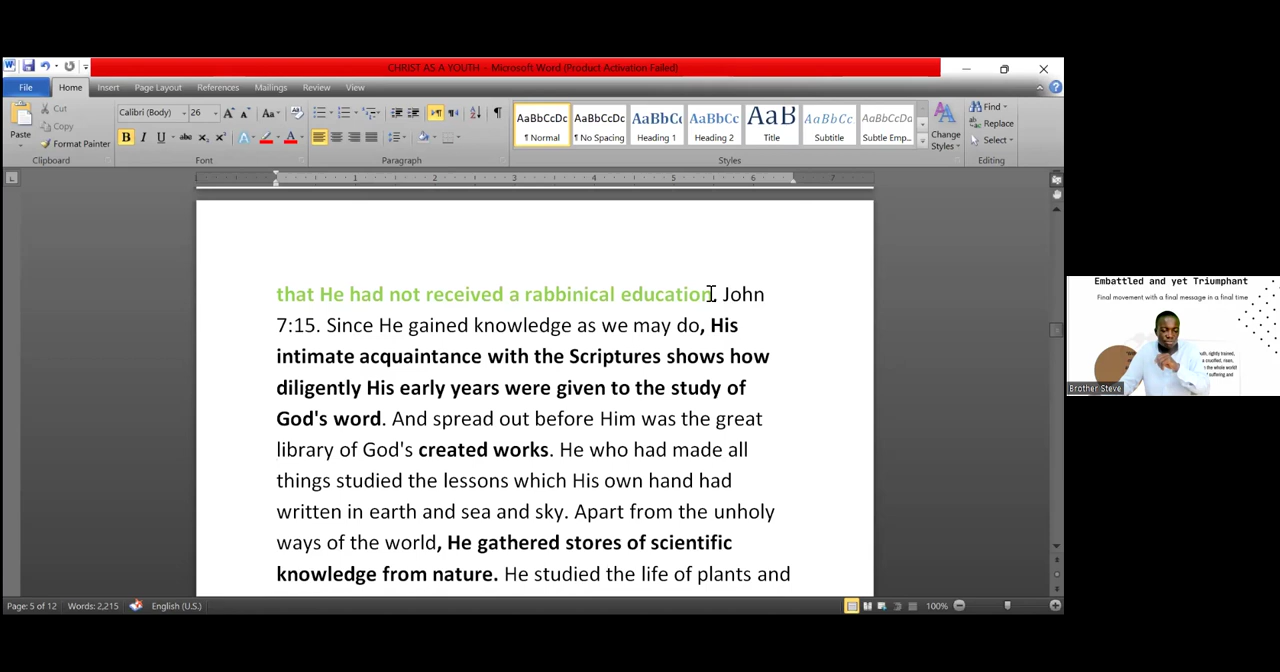 CHRIST AS A YOUTH - Microsoft Word (Product Activation Failed)
File Home Insert Page Layout References Mailings Review View
Cut
Copy
Format Painter
Paste
Clipboard
Calibri (Body) 26
Font
Paragraph
AaBbCcDc AaBbCcDc AaBbCc AaBbCc AaB AaBbCc AaBbCcDc
¶ Normal ¶ No Spacing Heading 1 Heading 2 Title Subtitle Subtle Emp...
Change
Styles
Styles
Find
Replace
Select
Editing
1 2 3 4 5 6 7
that He had not received a rabbinical education. John
7:15. Since He gained knowledge as we may do, His
intimate acquaintance with the Scriptures shows how
diligently His early years were given to the study of
God's word. And spread out before Him was the great
library of God's created works. He who had made all
things studied the lessons which His own hand had
written in earth and sea and sky. Apart from the unholy
ways of the world, He gathered stores of scientific
knowledge from nature. He studied the life of plants and
Page: 5 of 12 Words: 2,215 English (U.S.) 100%
Embattled and yet Triumphant
Final movement with a final message in a final time
Brother Steve